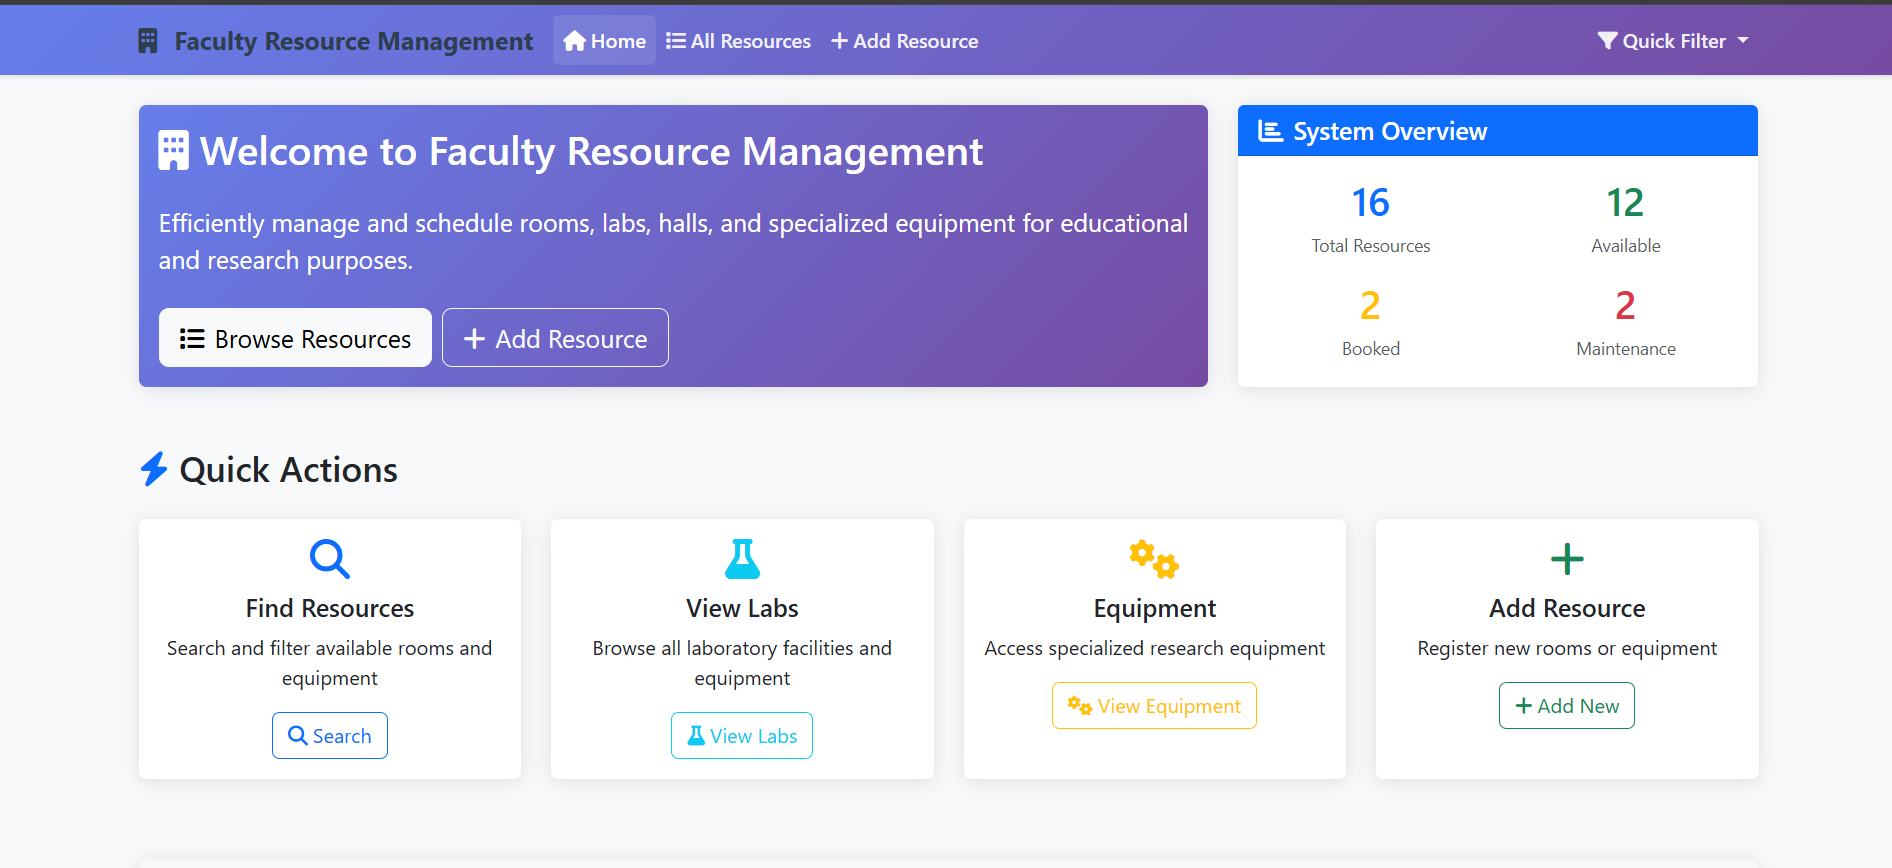 Faculty Resource Management
Home
All Resources
Add Resource
Quick Filter
Welcome to Faculty Resource Management
Efficiently manage and schedule rooms, labs, halls, and specialized equipment for educational
and research purposes.
Browse Resources
Add Resource
System Overview
16
Total Resources
12
Available
2
Booked
2
Maintenance
Quick Actions
Find Resources
Search and filter available rooms and
equipment
Search
View Labs
Browse all laboratory facilities and
equipment
View Labs
Equipment
Access specialized research equipment
View Equipment
Add Resource
Register new rooms or equipment
Add New